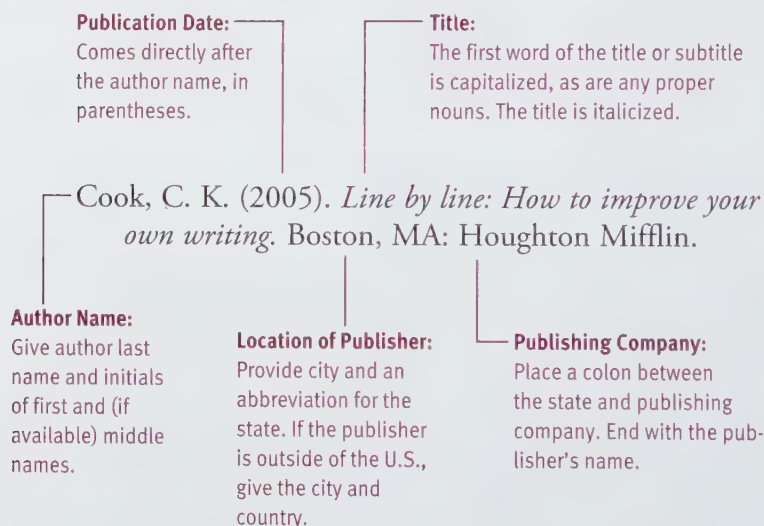 Publication Date:
Comes directly after
the author name, in
parentheses.
Title:
The first word of the title or subtitle
is capitalized, as are any proper
nouns. The title is italicized.
Cook, C. K. (2005). Line by line: How to improve your
own writing. Boston, MA: Houghton Mifflin.
Author Name:
Give author last
name and initials
of first and (if
available) middle
names.
Location of Publisher:
Provide city and an
abbreviation for the
state. If the publisher
is outside of the U.S.,
give the city and
country.
Publishing Company:
Place a colon between
the state and publishing
company. End with the pub-
lisher's name.